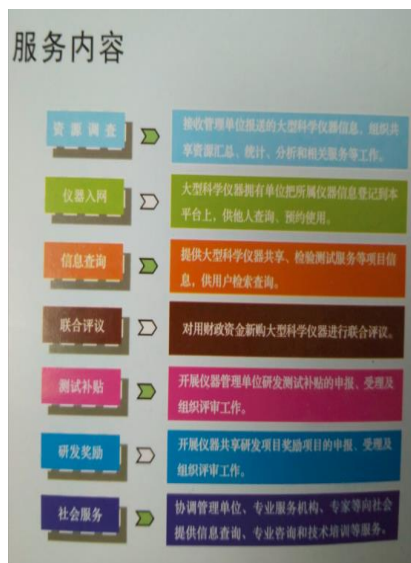 服务内容
资源调查
接收管理单位报送的大型科学仪器信息，组织共
享资源汇总、统计、分析和相关服务等工作。
仪器入网
大型科学仪器拥有单位把所属仪器信息登记到本
平台上，供他人查询、预约使用。
信息查询
提供大型科学仪器共享、检验测试服务等项目信
息，供用户检索查询。
联合评议
对用财政资金新购大型科学仪器进行联合评议。
测试补贴
开展仪器管理单位研发测试补贴的申报、受理及
组织评审工作。
研发奖励
开展仪器共享研发项目奖励项目的申报、受理及
组织评审工作。
社会服务
协调管理单位、专业服务机构、专家等向社会
提供信息查询、专业咨询和技术培训等服务。